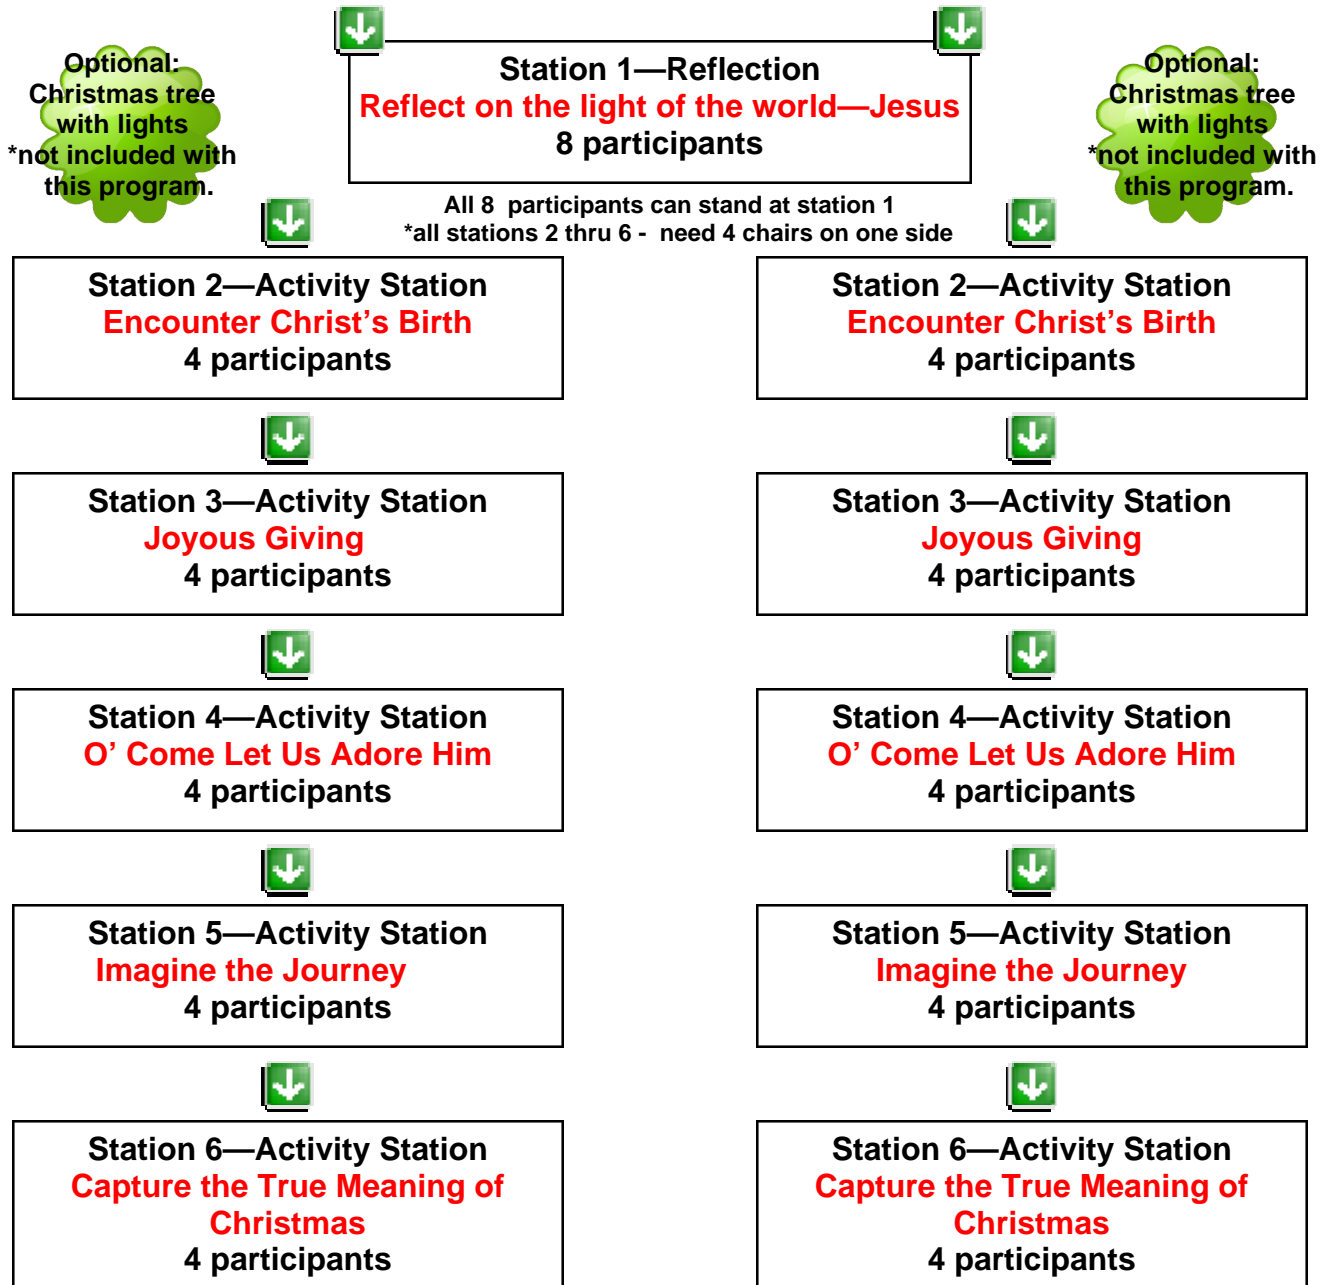 Optional:
Christmas tree
with lights
*not included with
this program.
Station 1—Reflection
Reflect on the light of the world—Jesus
8 participants
Optional:
Christmas tree
with lights
*not included with
this program.
All 8 participants can stand at station 1
*all stations 2 thru 6 - need 4 chairs on one side
Station 2—Activity Station
Encounter Christ's Birth
4 participants
Station 2—Activity Station
Encounter Christ's Birth
4 participants
Station 3—Activity Station
Joyous Giving
4 participants
Station 3—Activity Station
Joyous Giving
4 participants
Station 4—Activity Station
O' Come Let Us Adore Him
4 participants
Station 4—Activity Station
O' Come Let Us Adore Him
4 participants
Station 5—Activity Station
Imagine the Journey
4 participants
Station 5—Activity Station
Imagine the Journey
4 participants
Station 6—Activity Station
Capture the True Meaning of
Christmas
4 participants
Station 6—Activity Station
Capture the True Meaning of
Christmas
4 participants